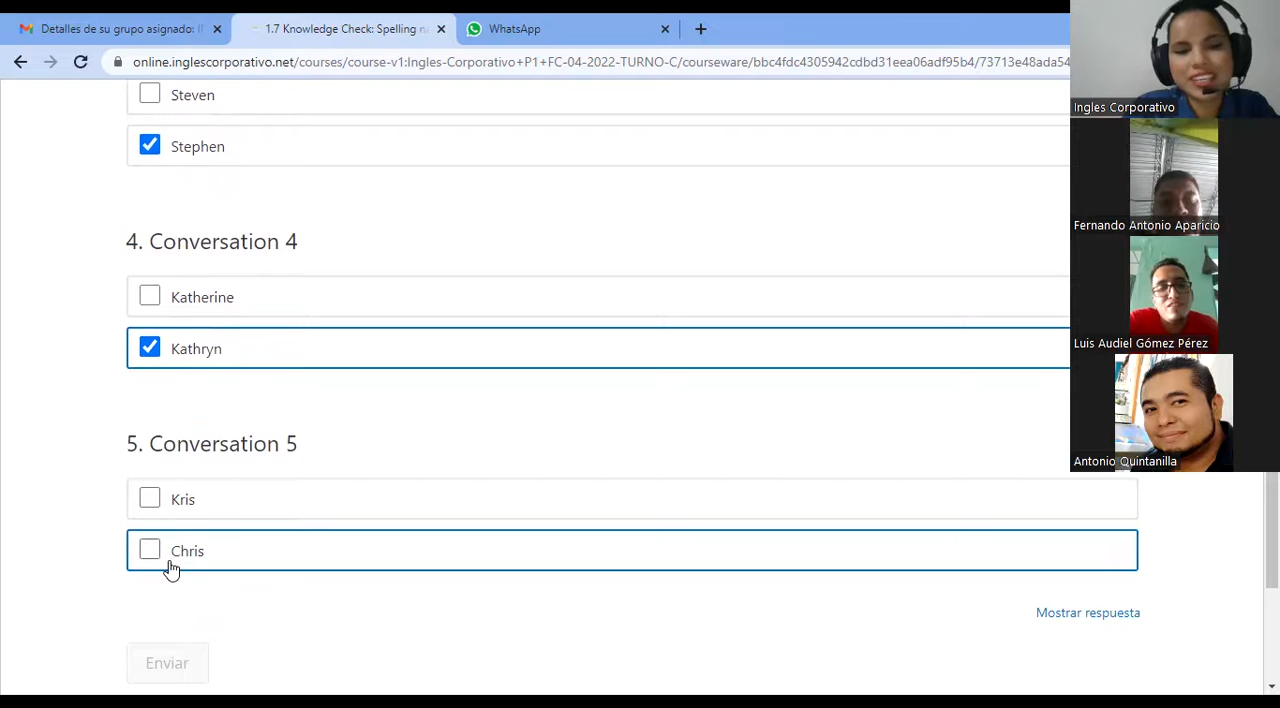 Detalles de su grupo asignado: (I
1.7 Knowledge Check: Spelling na
WhatsApp
online.inglescorporativo.net/courses/course-v1:Ingles-Corporativo+P1+FC-04-2022-TURNO-C/courseware/bbc4fdc4305942cdbd31eea06adf95b4/73713e48ada54
Ingles Corporativo
Steven
Stephen
Fernando Antonio Aparicio
4. Conversation 4
Katherine
Kathryn
Luis Audiel Gómez Pérez
5. Conversation 5
Antonio Quintanilla
Kris
Chris
Mostrar respuesta
Enviar